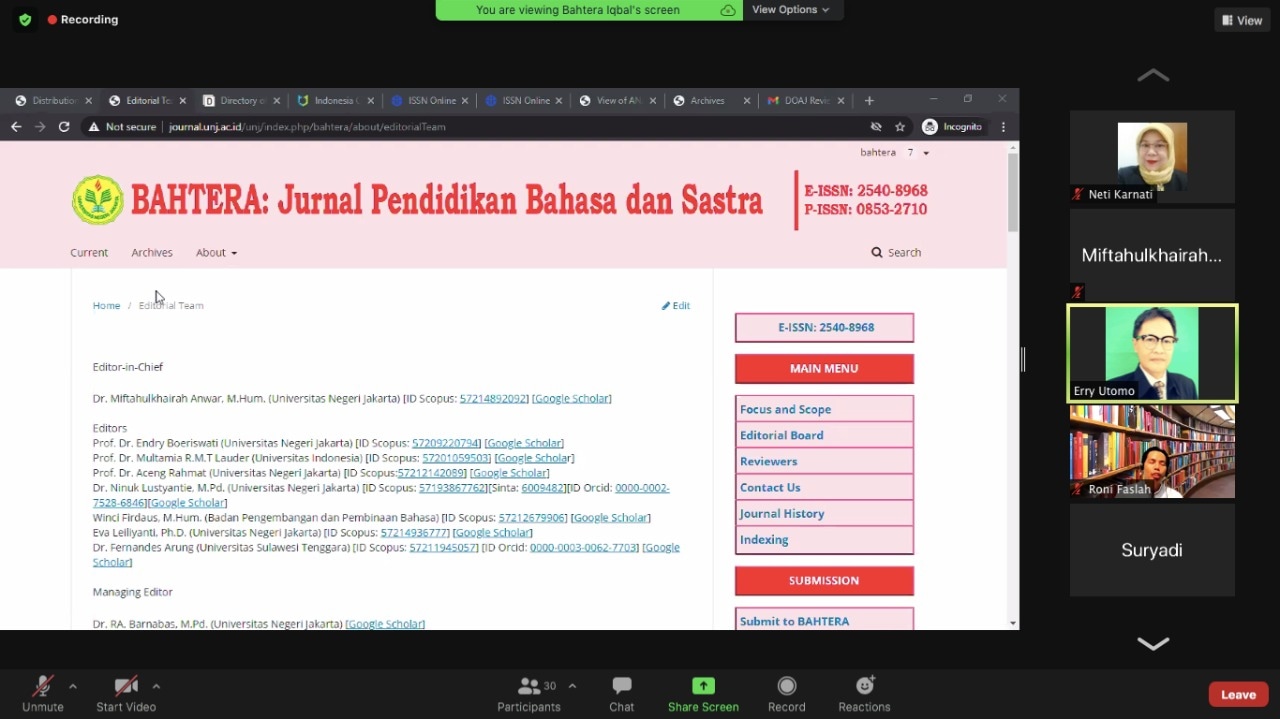 Recording
You are viewing Bahtera Iqbal's screen
View Options
View
Distribution
Editorial Te
Directory o
Indonesia
ISSN Online
ISSN Online
View of AN
Archives
DOAJ Revie
Not secure
journal.unj.ac.id/unj/index.php/bahtera/about/editorialTeam
Incognito
bahtera 7
BAHTERA: Jurnal Pendidikan Bahasa dan Sastra
E-ISSN: 2540-8968
P-ISSN: 0853-2710
Current
Archives
About
Search
Home / Editorial Team
Edit
Editor-in-Chief
Dr. Miftahulkhairah Anwar, M.Hum. (Universitas Negeri Jakarta) [ID Scopus: 57214892092] [Google Scholar]
Editors
Prof. Dr. Endry Boeriswati (Universitas Negeri Jakarta) [ID Scopus: 57209220794] [Google Scholar]
Prof. Dr. Multamia R.M.T Lauder (Universitas Indonesia) [ID Scopus: 57201059503] [Google Scholar]
Prof. Dr. Aceng Rahmat (Universitas Negeri Jakarta) [ID Scopus:57212142089] [Google Scholar]
Dr. Ninuk Lustyantie, M.Pd. (Universitas Negeri Jakarta) [ID Scopus: 57193867762][Sinta: 6009482][ID Orcid: 0000-0002-
7528-6846][Google Scholar]
Winci Firdaus, M.Hum. (Badan Pengembangan dan Pembinaan Bahasa) [ID Scopus: 57212679906] [Google Scholar]
Eva Leiliyanti, Ph.D. (Universitas Negeri Jakarta) [ID Scopus: 57214936777] [Google Scholar]
Dr. Fernandes Arung (Universitas Sulawesi Tenggara) [ID Scopus: 57211945057] [ID Orcid: 0000-0003-0062-7703] [Google
Scholar]
Managing Editor
Dr. RA. Barnabas, M.Pd. (Universitas Negeri Jakarta) [Google Scholar]
E-ISSN: 2540-8968
MAIN MENU
Focus and Scope
Editorial Board
Reviewers
Contact Us
Journal History
Indexing
SUBMISSION
Submit to BAHTERA
Neti Karnati
Miftahulkhairah...
Erry Utomo
Roni Faslah
Suryadi
Unmute
Start Video
30
Participants
Chat
Share Screen
Record
Reactions
Leave